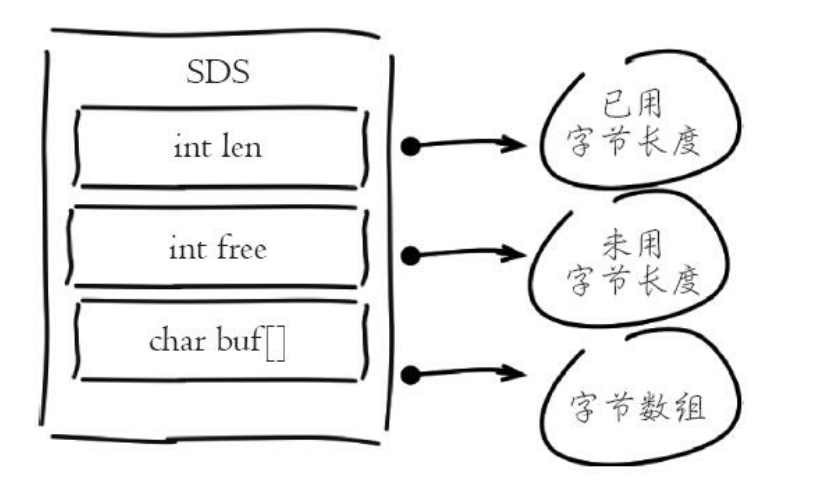 SDS
int len
已用
字节长度
int free
未用
字节长度
char buf[]
字节数组